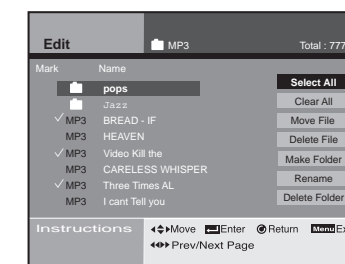 Edit MP3 Total : 777
Mark Name
pops
Jazz
MP3 BREAD - IF
MP3 HEAVEN
MP3 Video Kill the
MP3 CARELESS WHISPER
MP3 Three Times AL
MP3 I cant Tell you
Select All
Clear All
Move File
Delete File
Make Folder
Rename
Delete Folder
Instructions Move Enter Return Menu Ex
Prev/Next Page